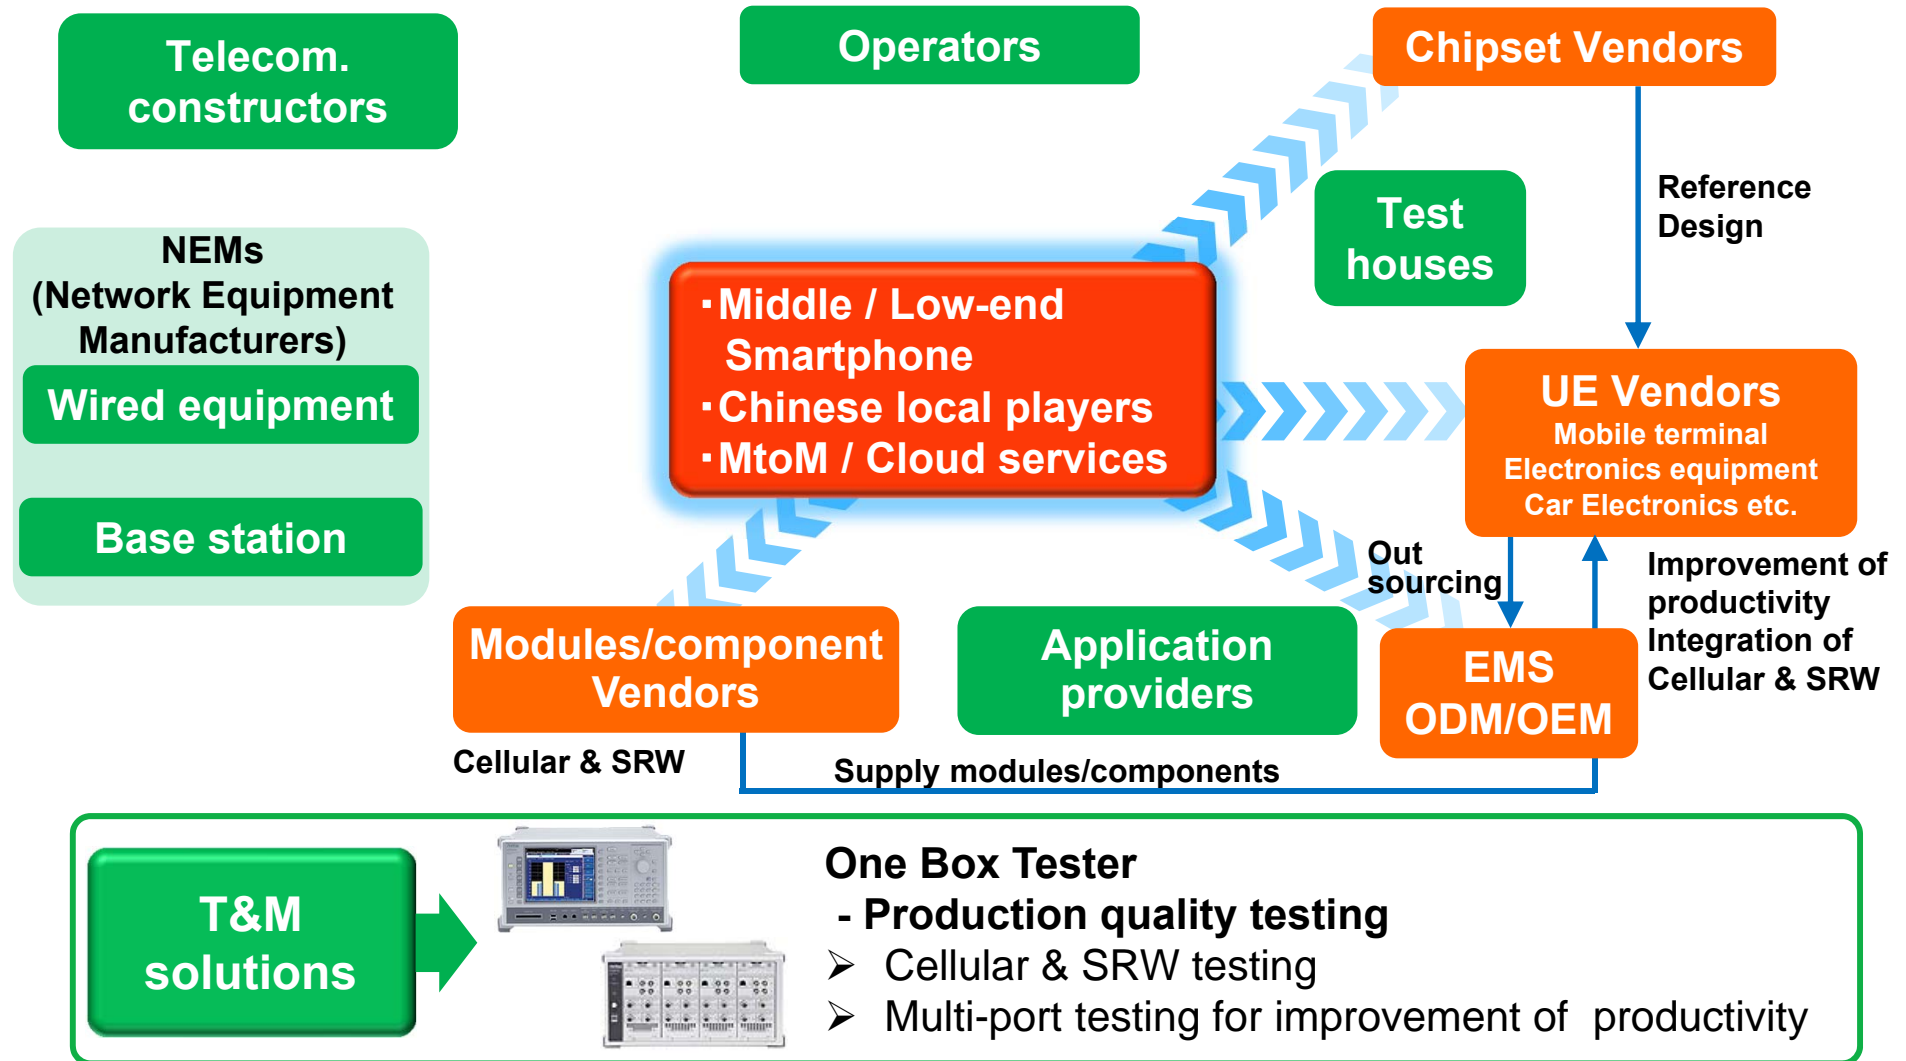 Telecom.
constructors
Operators
Chipset Vendors
Reference
Design
Test
houses
NEMs
(Network Equipment
Manufacturers)
Wired equipment
Base station
・Middle / Low-end
Smartphone
・Chinese local players
・MtoM / Cloud services
UE Vendors
Mobile terminal
Electronics equipment
Car Electronics etc.
Out
sourcing
Improvement of
productivity
Integration of
Cellular & SRW
Modules/component
Vendors
Application
providers
EMS
ODM/OEM
Cellular & SRW
Supply modules/components
T&M
solutions
One Box Tester
- Production quality testing
➢ Cellular & SRW testing
➢ Multi-port testing for improvement of productivity